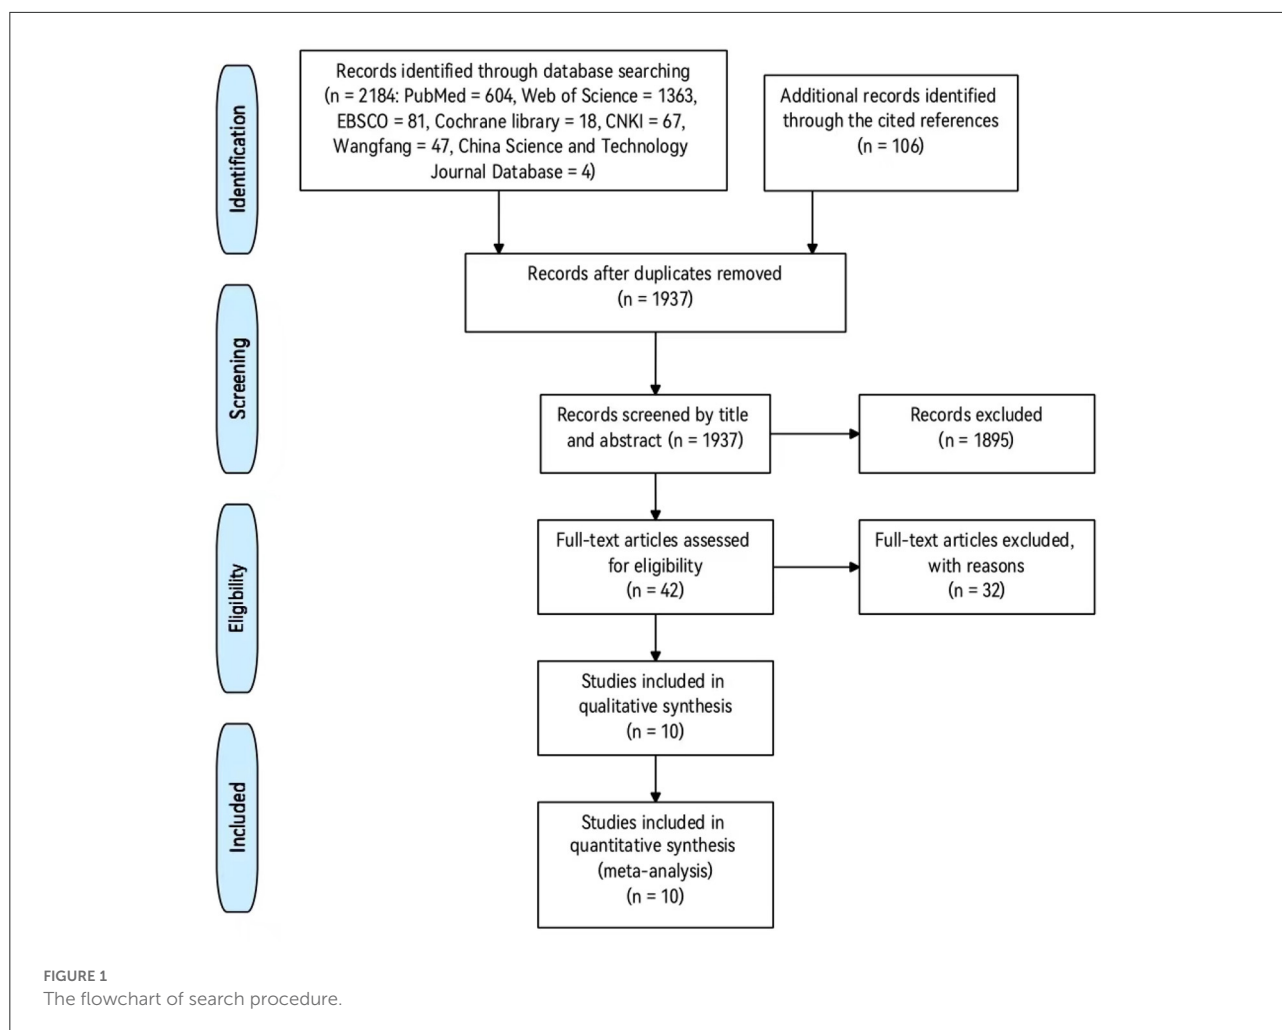 Identification
Records identified through database searching
(n = 2184: PubMed = 604, Web of Science = 1363,
EBSCO = 81, Cochrane library = 18, CNKI = 67,
Wangfang = 47, China Science and Technology
Journal Database = 4)
Additional records identified
through the cited references
(n = 106)
Records after duplicates removed
(n = 1937)
Screening
Records screened by title
and abstract (n = 1937)
Records excluded
(n = 1895)
Eligibility
Full-text articles assessed
for eligibility
(n = 42)
Full-text articles excluded,
with reasons
(n = 32)
Studies included in
qualitative synthesis
(n = 10)
Included
Studies included in
quantitative synthesis
(meta-analysis)
(n = 10)
FIGURE 1
The flowchart of search procedure.